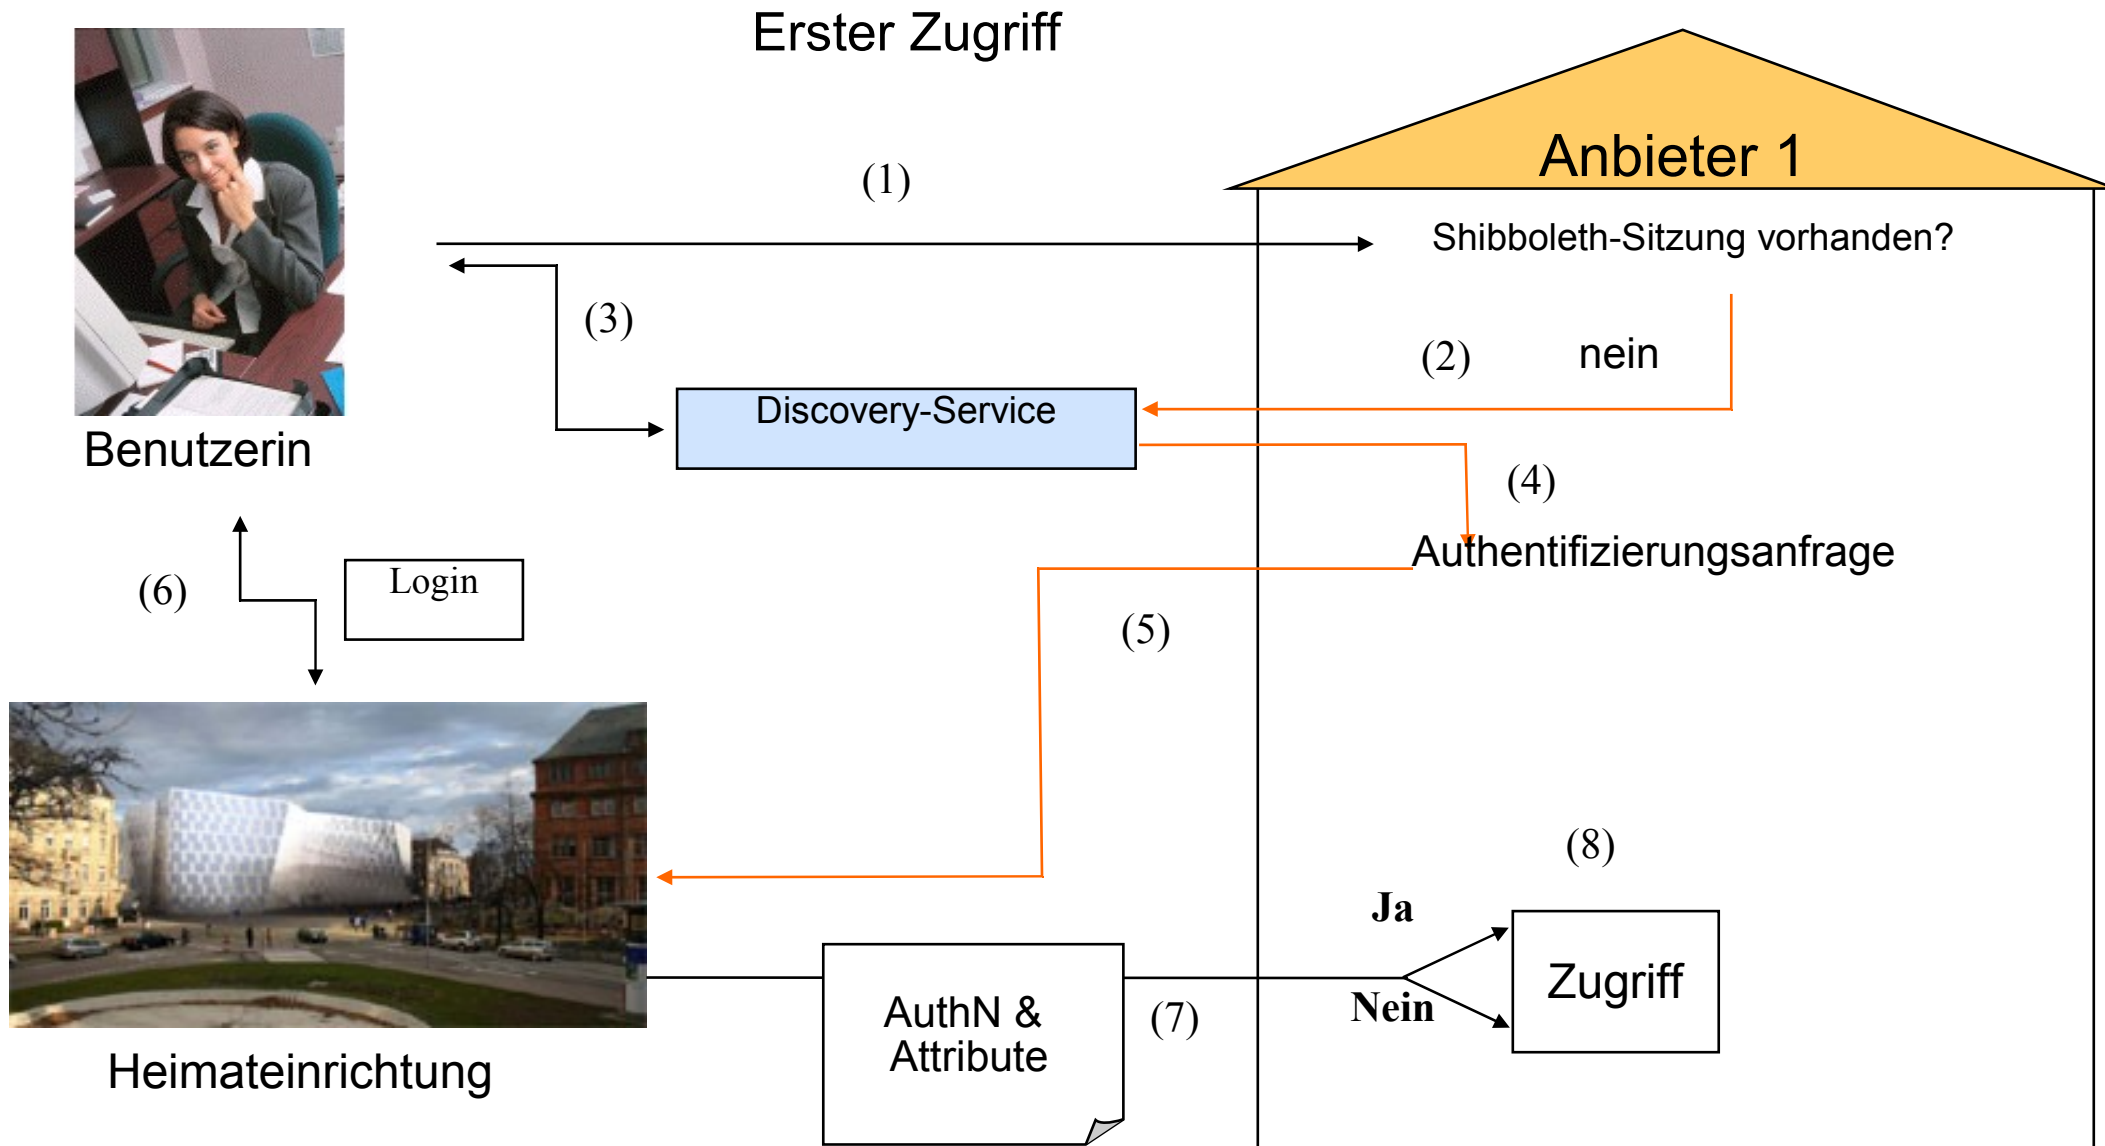 Erster Zugriff
Anbieter 1
(1)
Shibboleth-Sitzung vorhanden?
(3)
(2)
nein
Discovery-Service
Benutzerin
(4)
Authentifizierungsanfrage
(6)
Login
(5)
(8)
Ja
Zugriff
Nein
AuthN &
Attribute
(7)
Heimateinrichtung